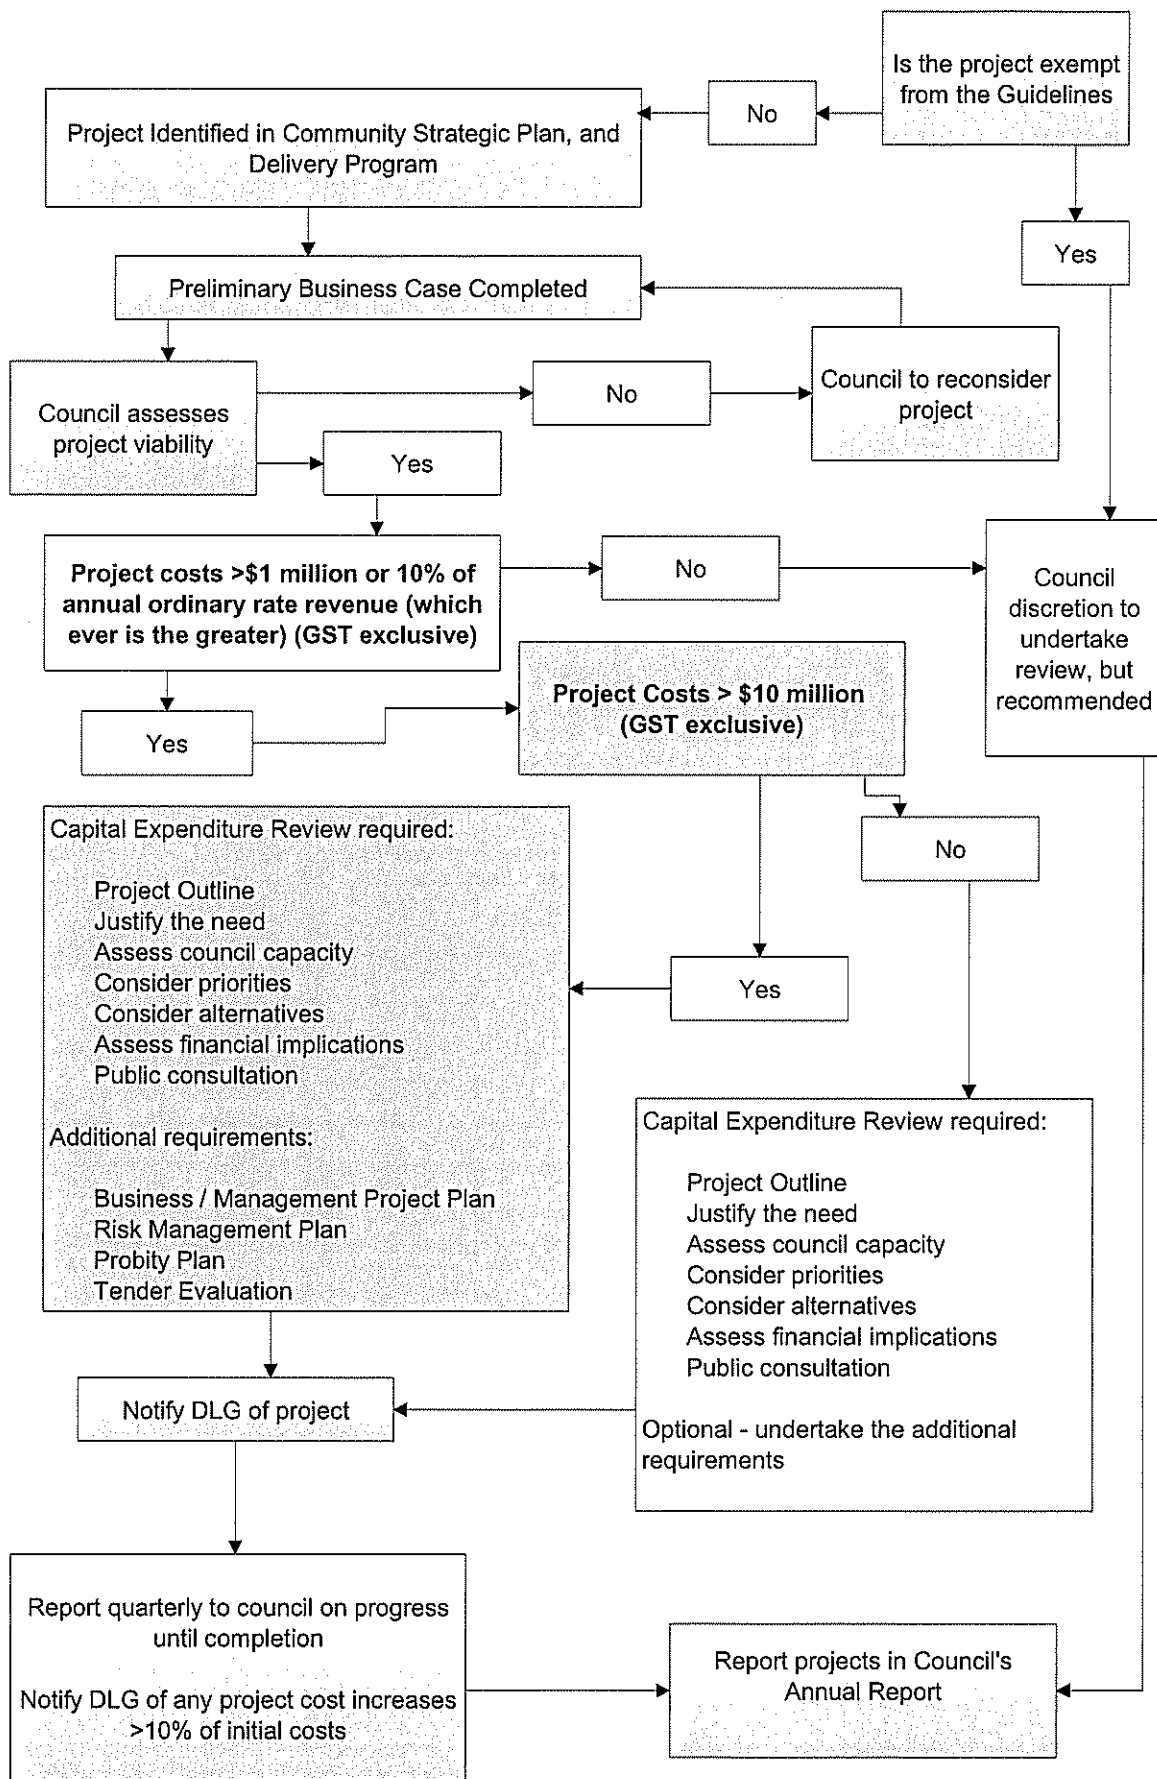 Is the project exempt
from the Guidelines
No
Project Identified in Community Strategic Plan, and
Delivery Program
Yes
Preliminary Business Case Completed
Council to reconsider
project
No
Council assesses
project viability
Yes
Project costs >$1 million or 10% of
annual ordinary rate revenue (which
ever is the greater) (GST exclusive)
No
Council
discretion to
undertake
review, but
recommended
Yes
Project Costs > $10 million
(GST exclusive)
No
Yes
Capital Expenditure Review required:
Project Outline
Justify the need
Assess council capacity
Consider priorities
Consider alternatives
Assess financial implications
Public consultation
Additional requirements:
Business / Management Project Plan
Risk Management Plan
Probity Plan
Tender Evaluation
Capital Expenditure Review required:
Project Outline
Justify the need
Assess council capacity
Consider priorities
Consider alternatives
Assess financial implications
Public consultation
Optional - undertake the additional
requirements
Notify DLG of project
Report quarterly to council on progress
until completion
Notify DLG of any project cost increases
>10% of initial costs
Report projects in Council's
Annual Report